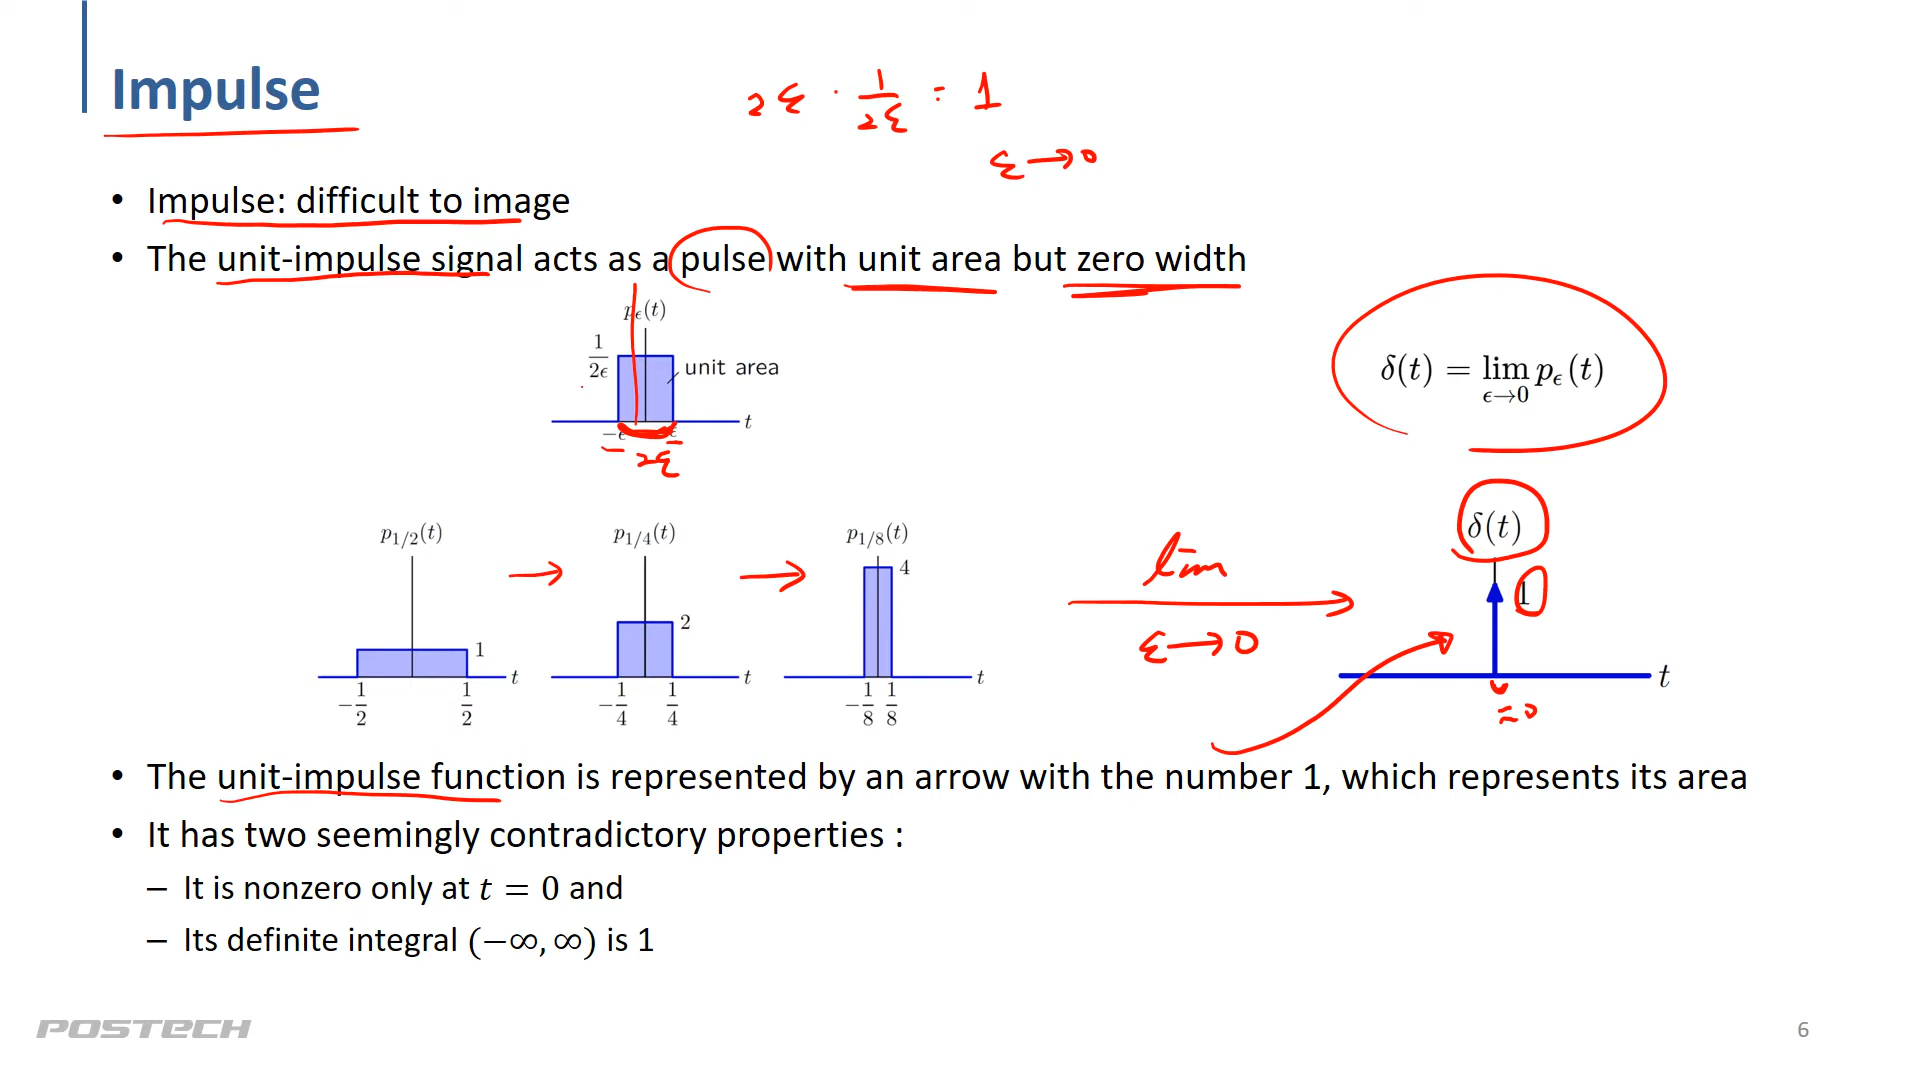 Impulse
2ε · 1/2ε = 1
ε → 0
• Impulse: difficult to image
• The unit-impulse signal acts as a pulse with unit area but zero width
pϵ(t)
1/2ϵ
unit area
t
−ϵ ϵ
2ε
δ(t) = lim ϵ→0 pϵ(t)
p1/2(t)
1
t
−1/2 1/2
p1/4(t)
2
t
−1/4 1/4
p1/8(t)
4
t
−1/8 1/8
lim
ε → 0
δ(t)
1
t
=0
• The unit-impulse function is represented by an arrow with the number 1, which represents its area
• It has two seemingly contradictory properties :
– It is nonzero only at t = 0 and
– Its definite integral (−∞, ∞) is 1
POSTECH
6